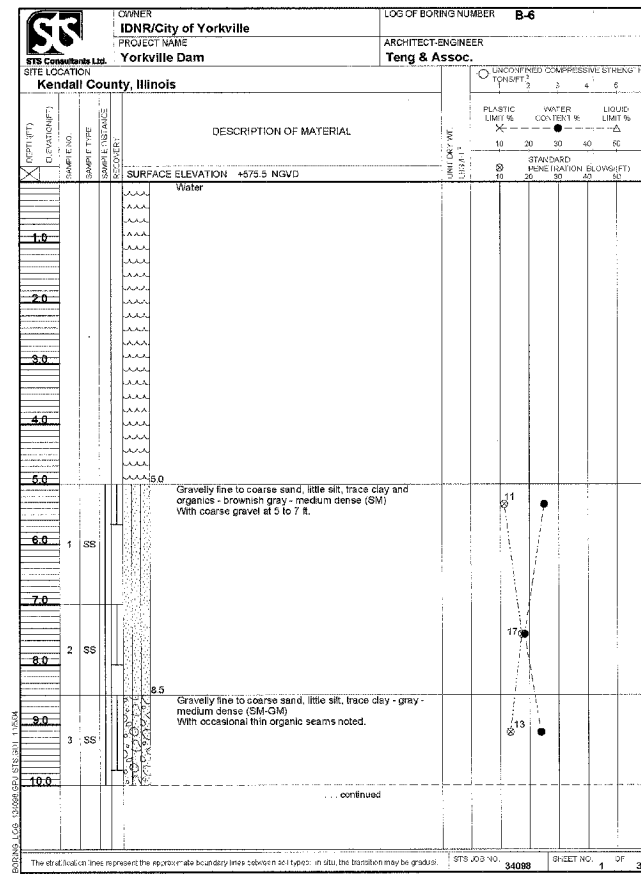 STS
STS Consultants Ltd.
OWNER
IDNR/City of Yorkville
LOG OF BORING NUMBER B-6
PROJECT NAME
Yorkville Dam
ARCHITECT-ENGINEER
Teng & Assoc.
SITE LOCATION
Kendall County, Illinois
UNCONFINED COMPRESSIVE STRENGTH
TONS/FT.2
1 2 3 4 5
DEPTH(FT)
ELEVATION(FT)
SAMPLE NO.
SAMPLE TYPE
SAMPLE DISTANCE
RECOVERY
DESCRIPTION OF MATERIAL
SURFACE ELEVATION +575.5 NGVD
UNIT DRY WT.
LBS./FT.3
PLASTIC LIMIT %
WATER CONTENT %
LIQUID LIMIT %
10 20 30 40 50
STANDARD
PENETRATION BLOWS/(FT)
10 20 30 40 50
Water
1.0
2.0
3.0
4.0
5.0
5.0
Gravelly fine to coarse sand, little silt, trace clay and
organics - brownish gray - medium dense (SM)
With coarse gravel at 5 to 7 ft.
11
6.0
1 SS
7.0
17
2 SS
8.0
8.5
Gravelly fine to coarse sand, little silt, trace clay - gray -
medium dense (SM-GM)
With occasional thin organic seams noted.
9.0
13
3 SS
10.0
... continued
The stratification lines represent the approximate boundary lines between soil types: in situ, the transition may be gradual.
STS JOB NO. 34098
SHEET NO. 1 OF 3